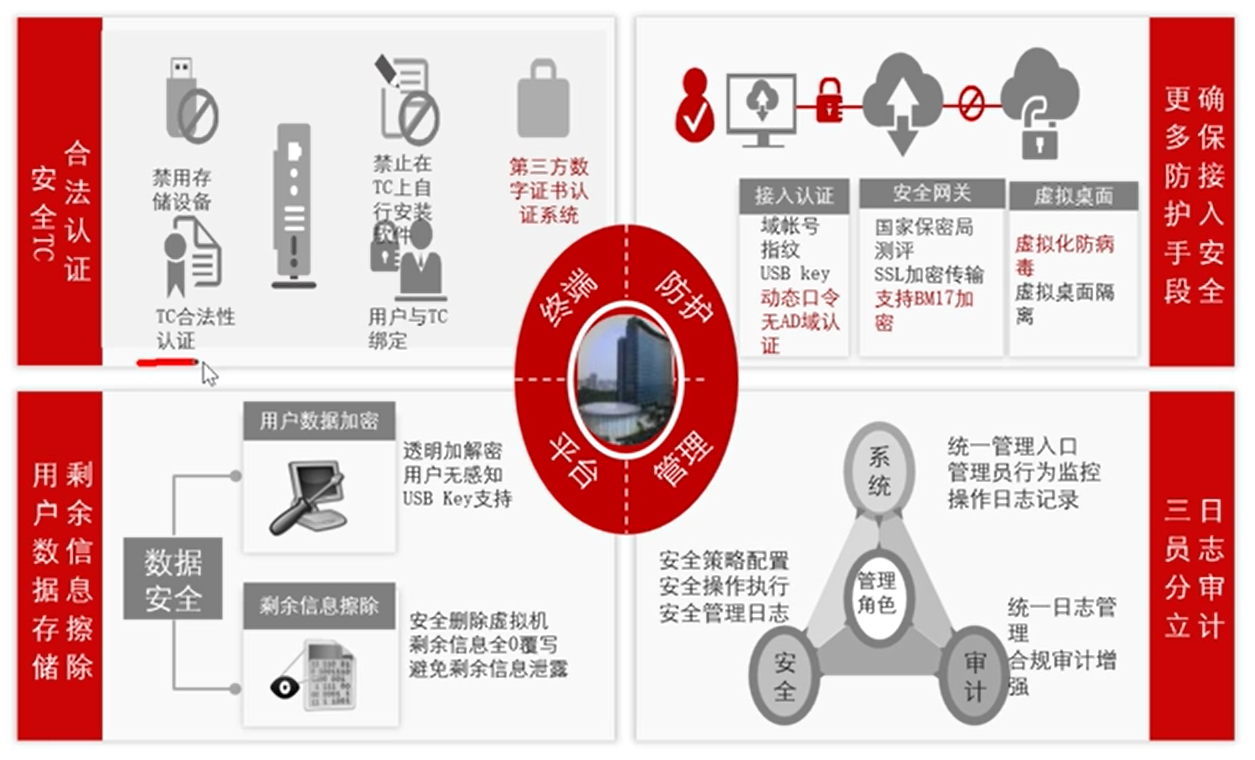 安全TC
合法认证
禁用存
储设备
禁止在
TC上自
行安装
软件
第三方数
字证书认
证系统
TC合法性
认证
用户与TC
绑定
接入认证
域帐号
指纹
USB key
动态口令
无AD域认
证
安全网关
国家保密局
测评
SSL加密传输
支持BM17加
密
虚拟桌面
虚拟化防病
毒
虚拟桌面隔
离
更多防护手段
确保接入安全
终端
防护
平台
管理
用户数据存储
剩余信息擦除
数据
安全
用户数据加密
透明加解密
用户无感知
USB Key支持
剩余信息擦除
安全删除虚拟机
剩余信息全0覆写
避免剩余信息泄露
系
统
统一管理入口
管理员行为监控
操作日志记录
安全策略配置
安全操作执行
安全管理日志
管理
角色
安
全
审
计
统一日志管
理
合规审计增
强
三员分立
日志审计